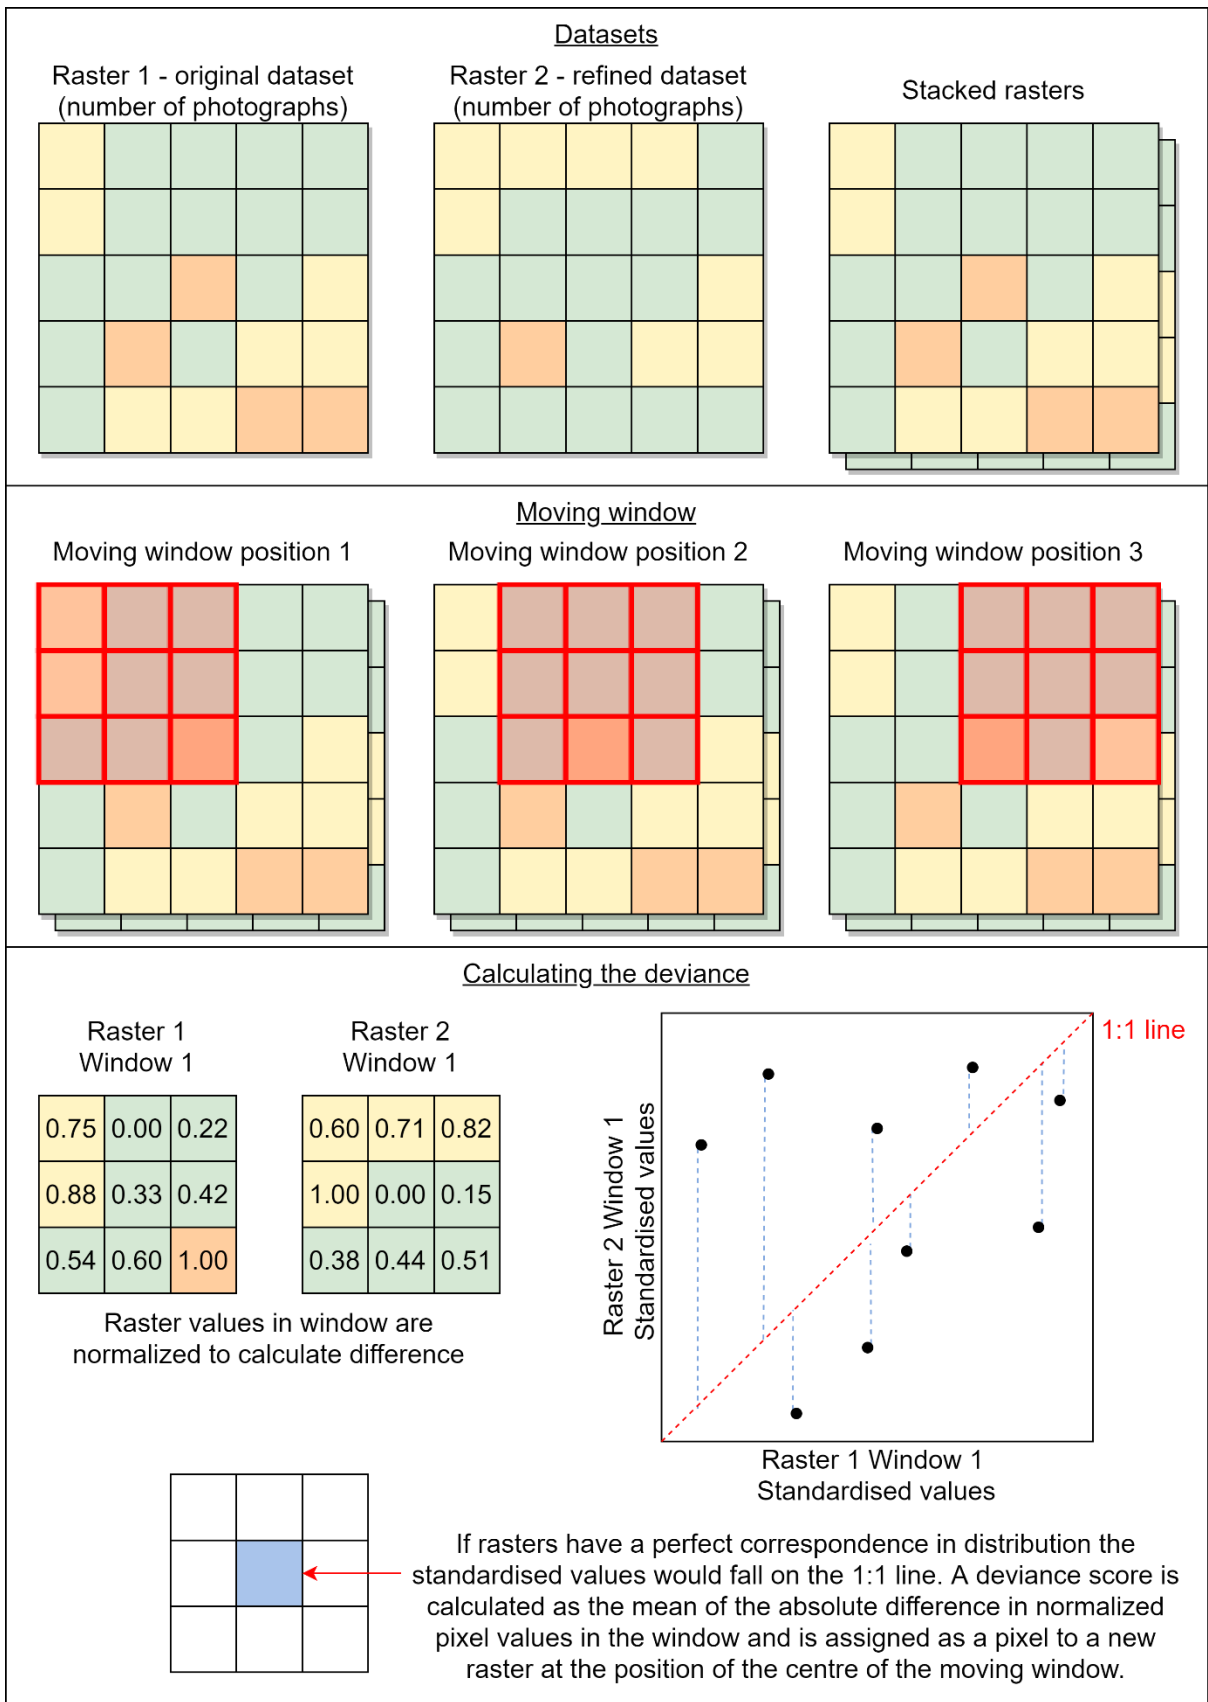 Datasets
Raster 1 - original dataset
(number of photographs)
Raster 2 - refined dataset
(number of photographs)
Stacked rasters
Moving window
Moving window position 1
Moving window position 2
Moving window position 3
Calculating the deviance
Raster 1
Window 1
0.75 0.00 0.22
0.88 0.33 0.42
0.54 0.60 1.00
Raster 2
Window 1
0.60 0.71 0.82
1.00 0.00 0.15
0.38 0.44 0.51
Raster values in window are
normalized to calculate difference
1:1 line
Raster 2 Window 1
Standardised values
Raster 1 Window 1
Standardised values
If rasters have a perfect correspondence in distribution the
standardised values would fall on the 1:1 line. A deviance score is
calculated as the mean of the absolute difference in normalized
pixel values in the window and is assigned as a pixel to a new
raster at the position of the centre of the moving window.